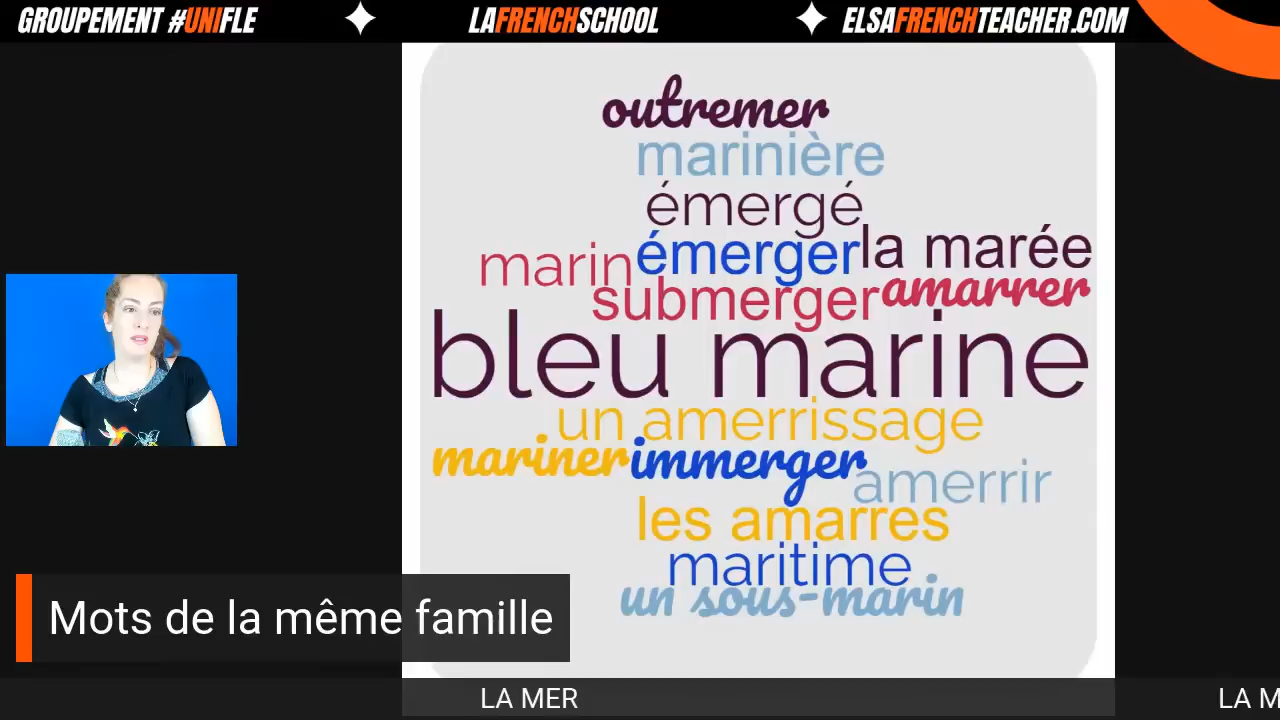 GROUPEMENT #UNIFLE
LAFRENCHSCHOOL
ELSAFRENCHTEACHER.COM
outremer
marinière
émergé
la marée
marin émerger
submerger amarrer
bleu marine
un amerrissage
mariner immerger
amerrir
les amarres
maritime
un sous-marin
Mots de la même famille
LA MER
LA M